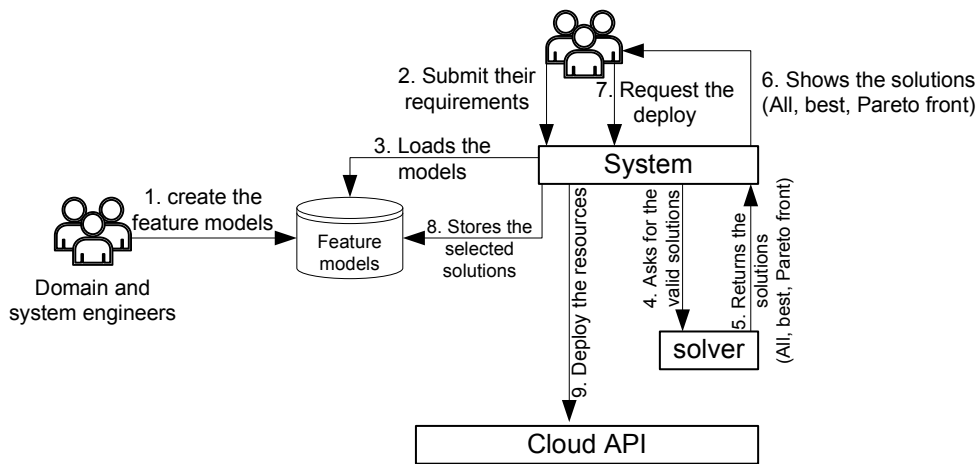 2. Submit their
requirements
7. Request the
deploy
6. Shows the solutions
(All, best, Pareto front)
3. Loads the
models
System
1. create the
feature models
Feature
models
8. Stores the
selected
solutions
Domain and
system engineers
9. Deploy the resources
4. Asks for the
valid solutions
5. Returns the
solutions
(All, best, Pareto front)
solver
Cloud API